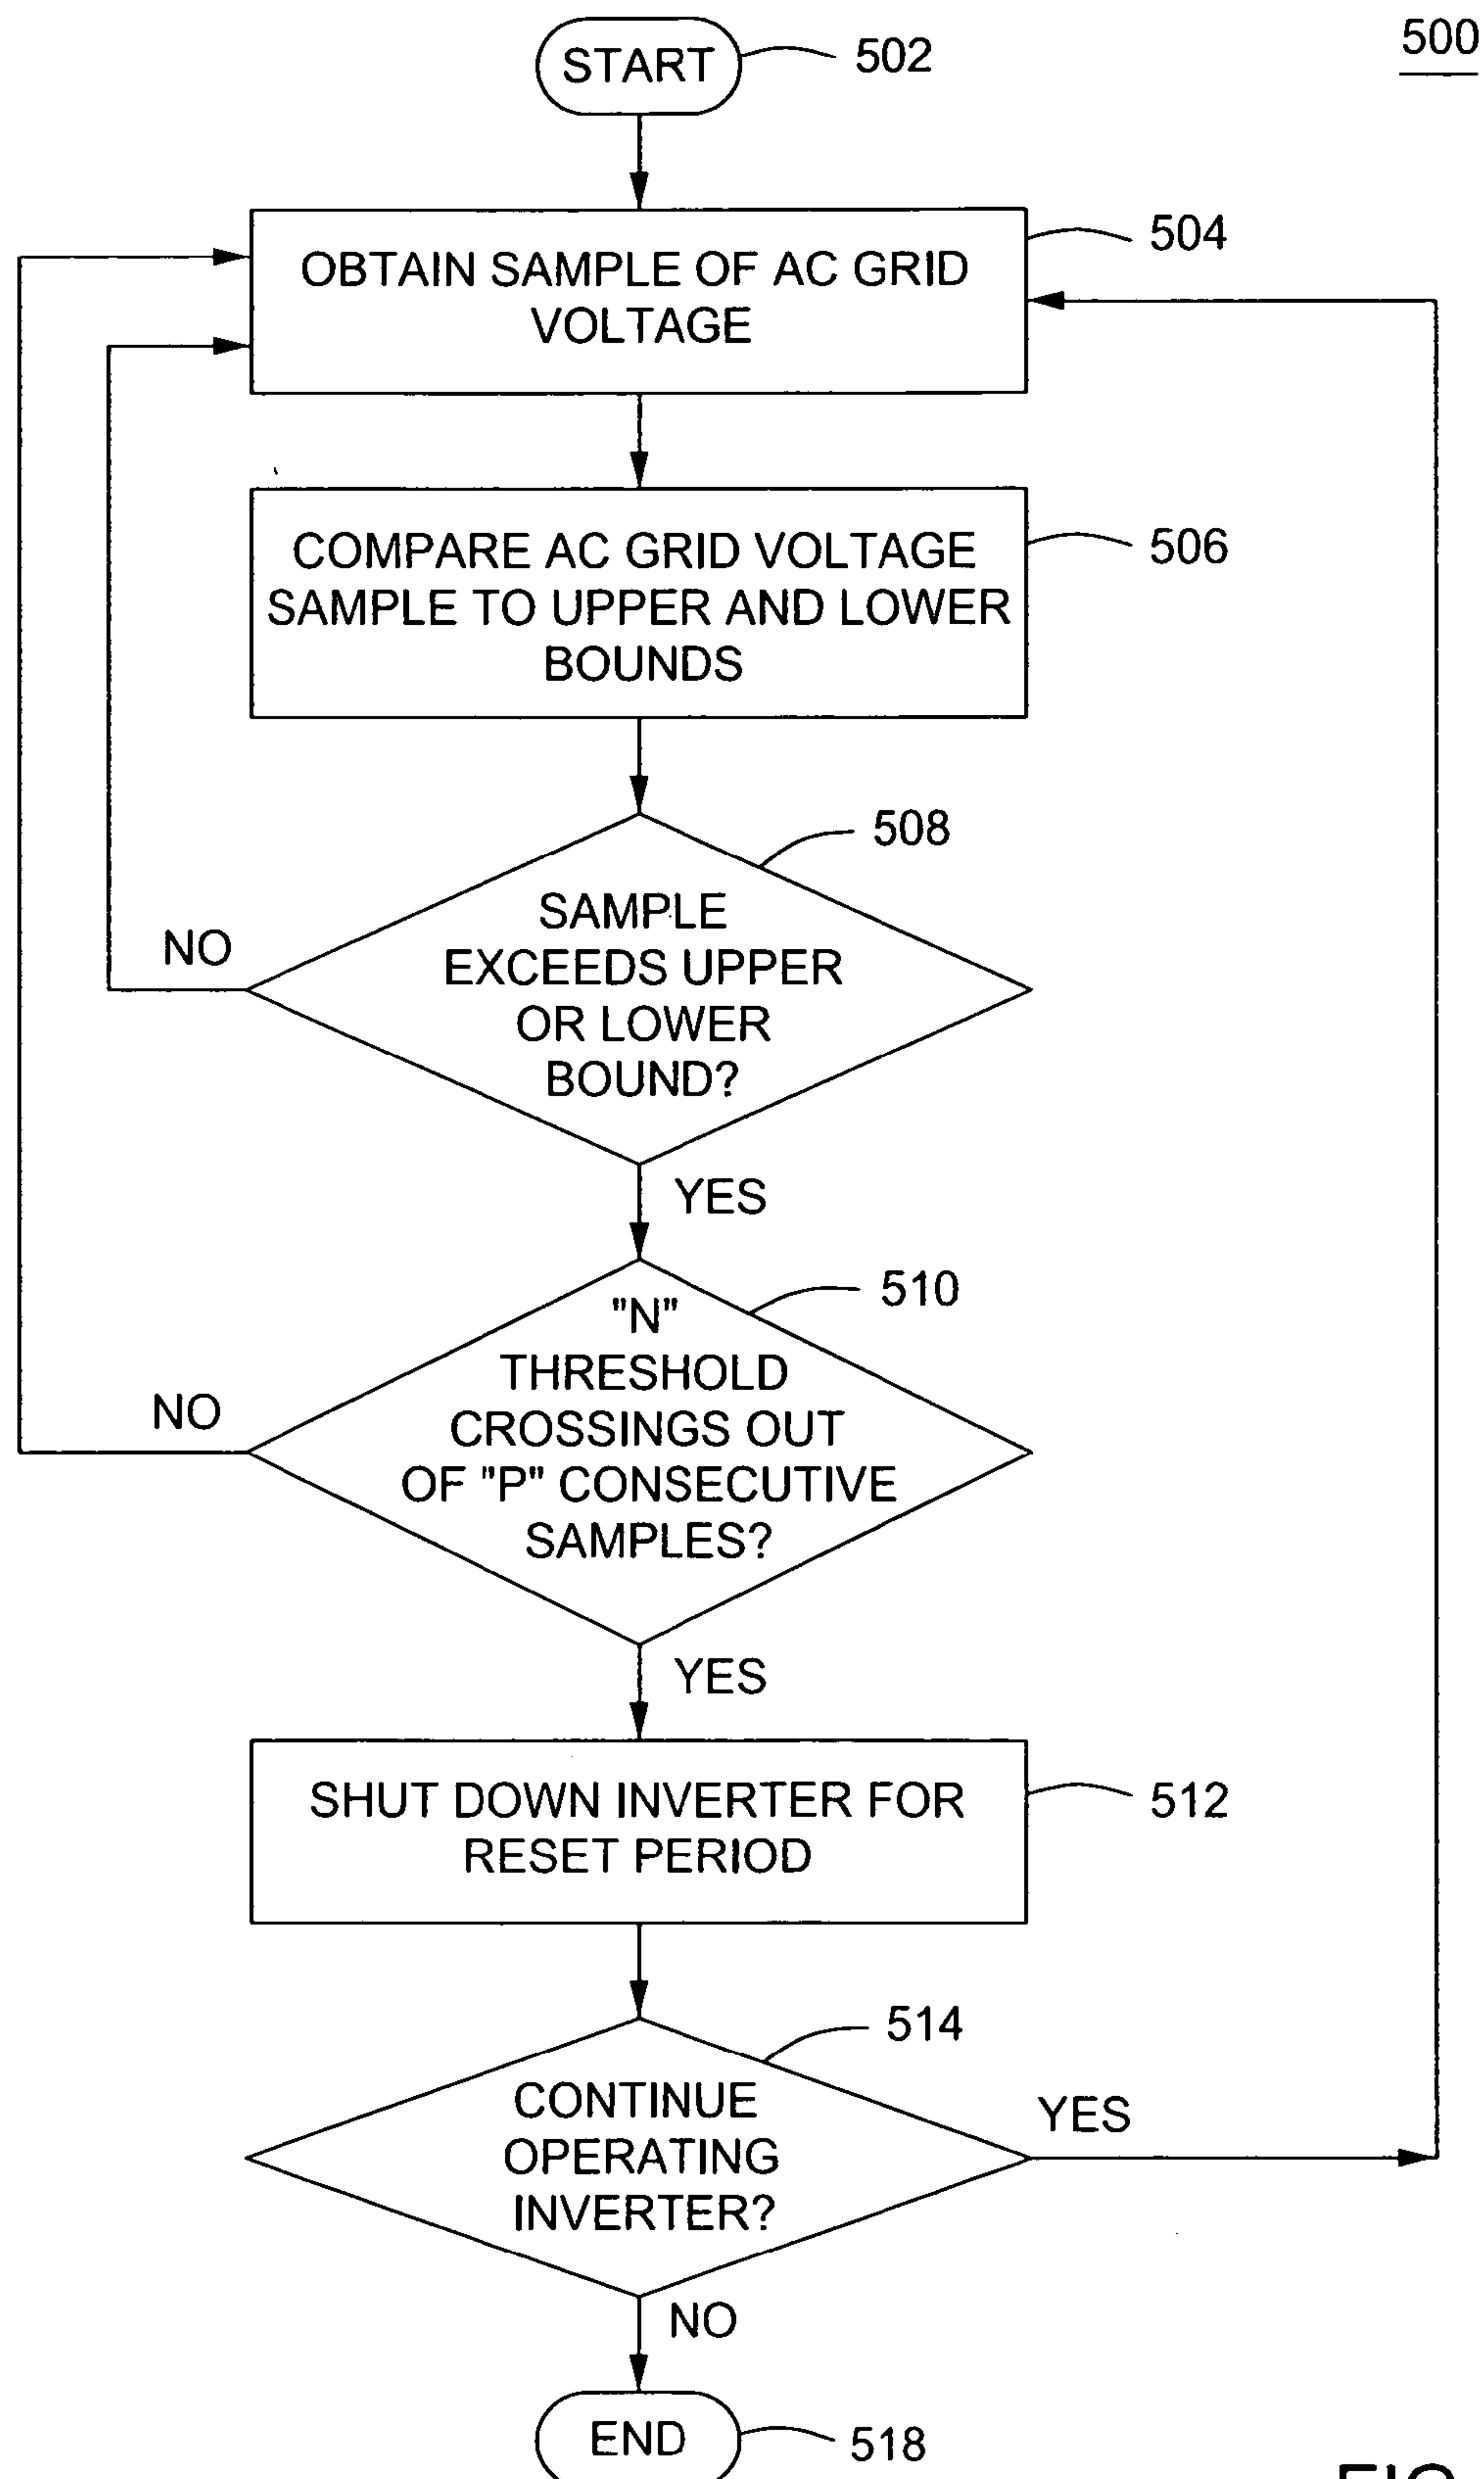 500
START
502
OBTAIN SAMPLE OF AC GRID
VOLTAGE
504
COMPARE AC GRID VOLTAGE
SAMPLE TO UPPER AND LOWER
BOUNDS
506
508
SAMPLE
EXCEEDS UPPER
OR LOWER
BOUND?
NO
YES
510
"N"
THRESHOLD
CROSSINGS OUT
OF "P" CONSECUTIVE
SAMPLES?
NO
YES
SHUT DOWN INVERTER FOR
RESET PERIOD
512
514
CONTINUE
OPERATING
INVERTER?
YES
NO
END
518
FIG